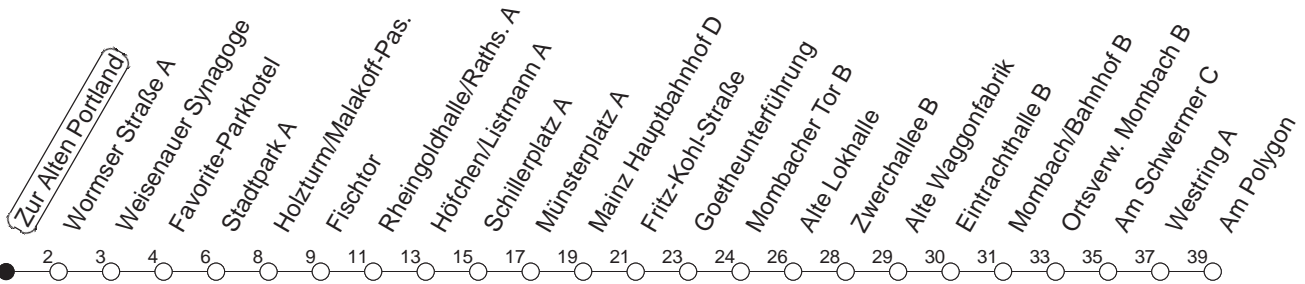 Zur Alten Portland
Wormser Straße A
Weisenauer Synagoge
Favorite-Parkhotel
Stadtpark A
Holzturm/Malakoff-Pas.
Fischtor
Rheingoldhalle/Raths. A
Höfchen/Listmann A
Schillerplatz A
Münsterplatz A
Mainz Hauptbahnhof D
Fritz-Kohl-Straße
Goetheunterführung
Mombacher Tor B
Alte Lokhalle
Zwerchallee B
Alte Waggonfabrik
Eintrachthalle B
Mombach/Bahnhof B
Ortsverw. Mombach B
Am Schwermer C
Westring A
Am Polygon
2 3 4 6 8 9 11 13 15 17 19 21 23 24 26 28 29 30 31 33 35 37 39